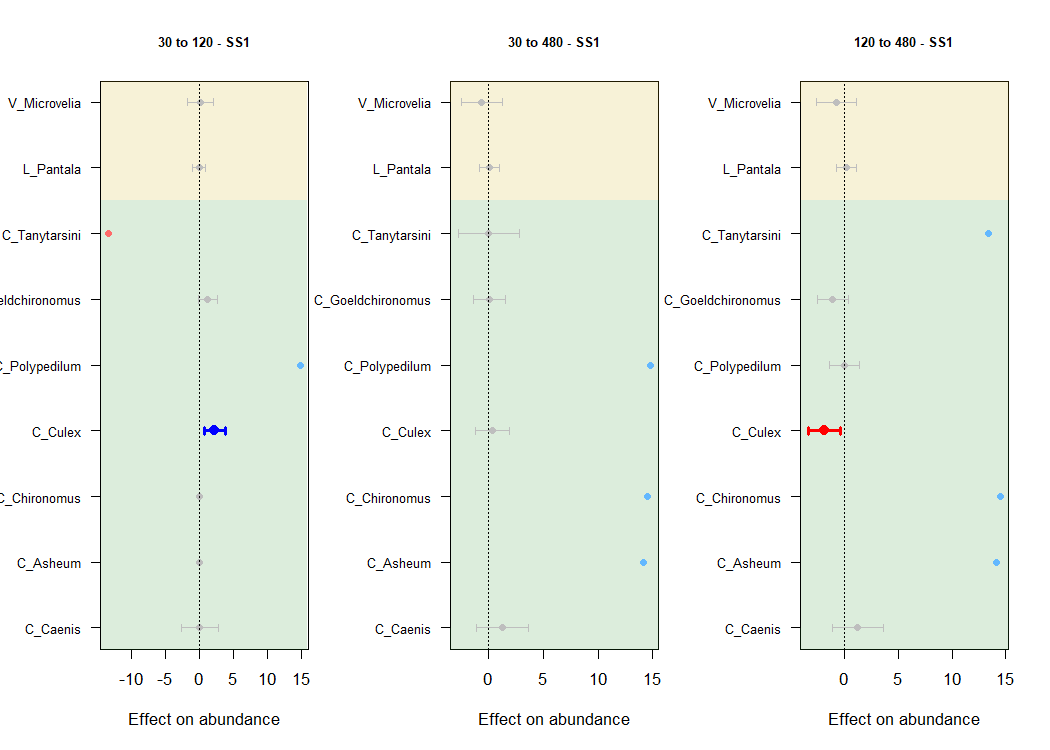 30 to 120 - SS1
V_Microvelia
L_Pantala
C_Tanytarsini
eldchironomus
C_Polypedilum
C_Culex
C_Chironomus
C_Asheum
C_Caenis
-10 -5 0 5 10 15
Effect on abundance
30 to 480 - SS1
V_Microvelia
L_Pantala
C_Tanytarsini
C_Goeldchironomus
C_Polypedilum
C_Culex
C_Chironomus
C_Asheum
C_Caenis
0 5 10 15
Effect on abundance
120 to 480 - SS1
V_Microvelia
L_Pantala
C_Tanytarsini
C_Goeldchironomus
C_Polypedilum
C_Culex
C_Chironomus
C_Asheum
C_Caenis
0 5 10 15
Effect on abundance